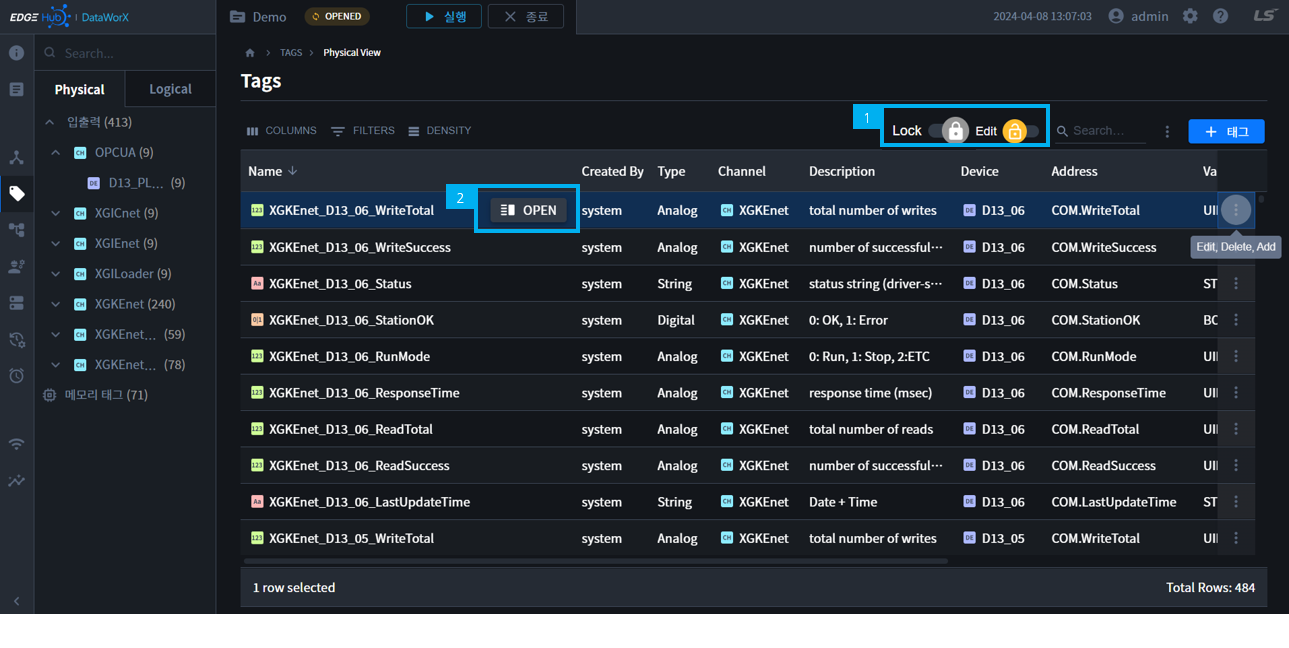 EDGE Hub | DataWorX
Demo
OPENED
실행
종료
2024-04-08 13:07:03
admin
LS
Search...
Physical
Logical
입출력 (413)
CH OPCUA (9)
DE D13_PL... (9)
CH XGICnet (9)
CH XGIEnet (9)
CH XGILoader (9)
CH XGKEnet (240)
CH XGKEnet... (59)
CH XGKEnet... (78)
메모리 태그 (71)
TAGS > Physical View
Tags
COLUMNS FILTERS DENSITY
1
Lock Edit
Search...
+ 태그
Name Created By Type Channel Description Device Address Va
123 XGKEnet_D13_06_WriteTotal 2 OPEN system Analog CH XGKEnet total number of writes DE D13_06 COM.WriteTotal UI
Edit, Delete, Add
123 XGKEnet_D13_06_WriteSuccess system Analog CH XGKEnet number of successful··· DE D13_06 COM.WriteSuccess
Aa XGKEnet_D13_06_Status system String CH XGKEnet status string (driver-s··· DE D13_06 COM.Status ST
0|1 XGKEnet_D13_06_StationOK system Digital CH XGKEnet 0: OK, 1: Error DE D13_06 COM.StationOK BC
123 XGKEnet_D13_06_RunMode system Analog CH XGKEnet 0: Run, 1: Stop, 2:ETC DE D13_06 COM.RunMode UI
123 XGKEnet_D13_06_ResponseTime system Analog CH XGKEnet response time (msec) DE D13_06 COM.ResponseTime UI
123 XGKEnet_D13_06_ReadTotal system Analog CH XGKEnet total number of reads DE D13_06 COM.ReadTotal UI
123 XGKEnet_D13_06_ReadSuccess system Analog CH XGKEnet number of successful··· DE D13_06 COM.ReadSuccess UI
Aa XGKEnet_D13_06_LastUpdateTime system String CH XGKEnet Date + Time DE D13_06 COM.LastUpdateTime ST
123 XGKEnet_D13_05_WriteTotal system Analog CH XGKEnet total number of writes DE D13_05 COM.WriteTotal UI
1 row selected
Total Rows: 484